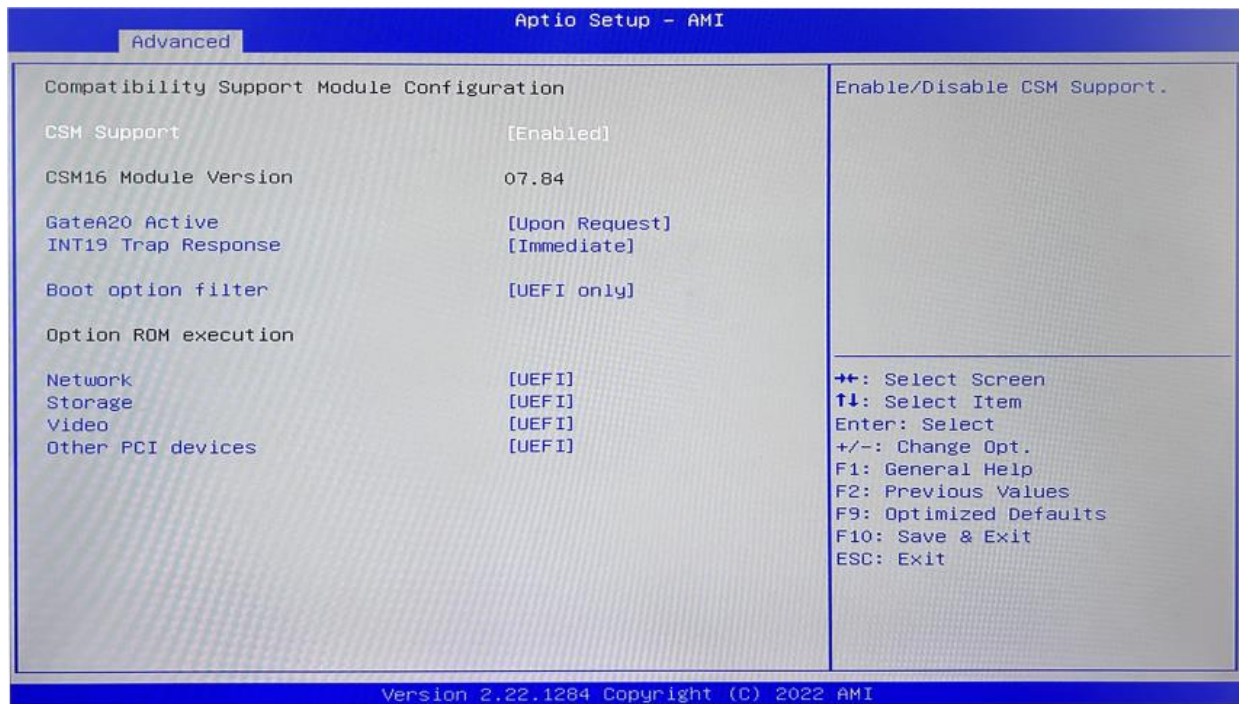 Aptio Setup - AMI
Advanced
Compatibility Support Module Configuration
CSM Support [Enabled]
CSM16 Module Version 07.84
GateA20 Active [Upon Request]
INT19 Trap Response [Immediate]
Boot option filter [UEFI only]
Option ROM execution
Network [UEFI]
Storage [UEFI]
Video [UEFI]
Other PCI devices [UEFI]
Enable/Disable CSM Support.
→←: Select Screen
↑↓: Select Item
Enter: Select
+/-: Change Opt.
F1: General Help
F2: Previous Values
F9: Optimized Defaults
F10: Save & Exit
ESC: Exit
Version 2.22.1284 Copyright (C) 2022 AMI